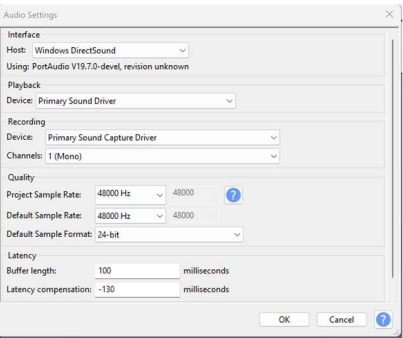 Audio Settings
Interface
Host: Windows DirectSound
Using: PortAudio V19.7.0-devel, revision unknown
Playback
Device: Primary Sound Driver
Recording
Device: Primary Sound Capture Driver
Channels: 1 (Mono)
Quality
Project Sample Rate: 48000 Hz 48000 ?
Default Sample Rate: 48000 Hz 48000
Default Sample Format: 24-bit
Latency
Buffer length: 100 milliseconds
Latency compensation: -130 milliseconds
OK Cancel ?